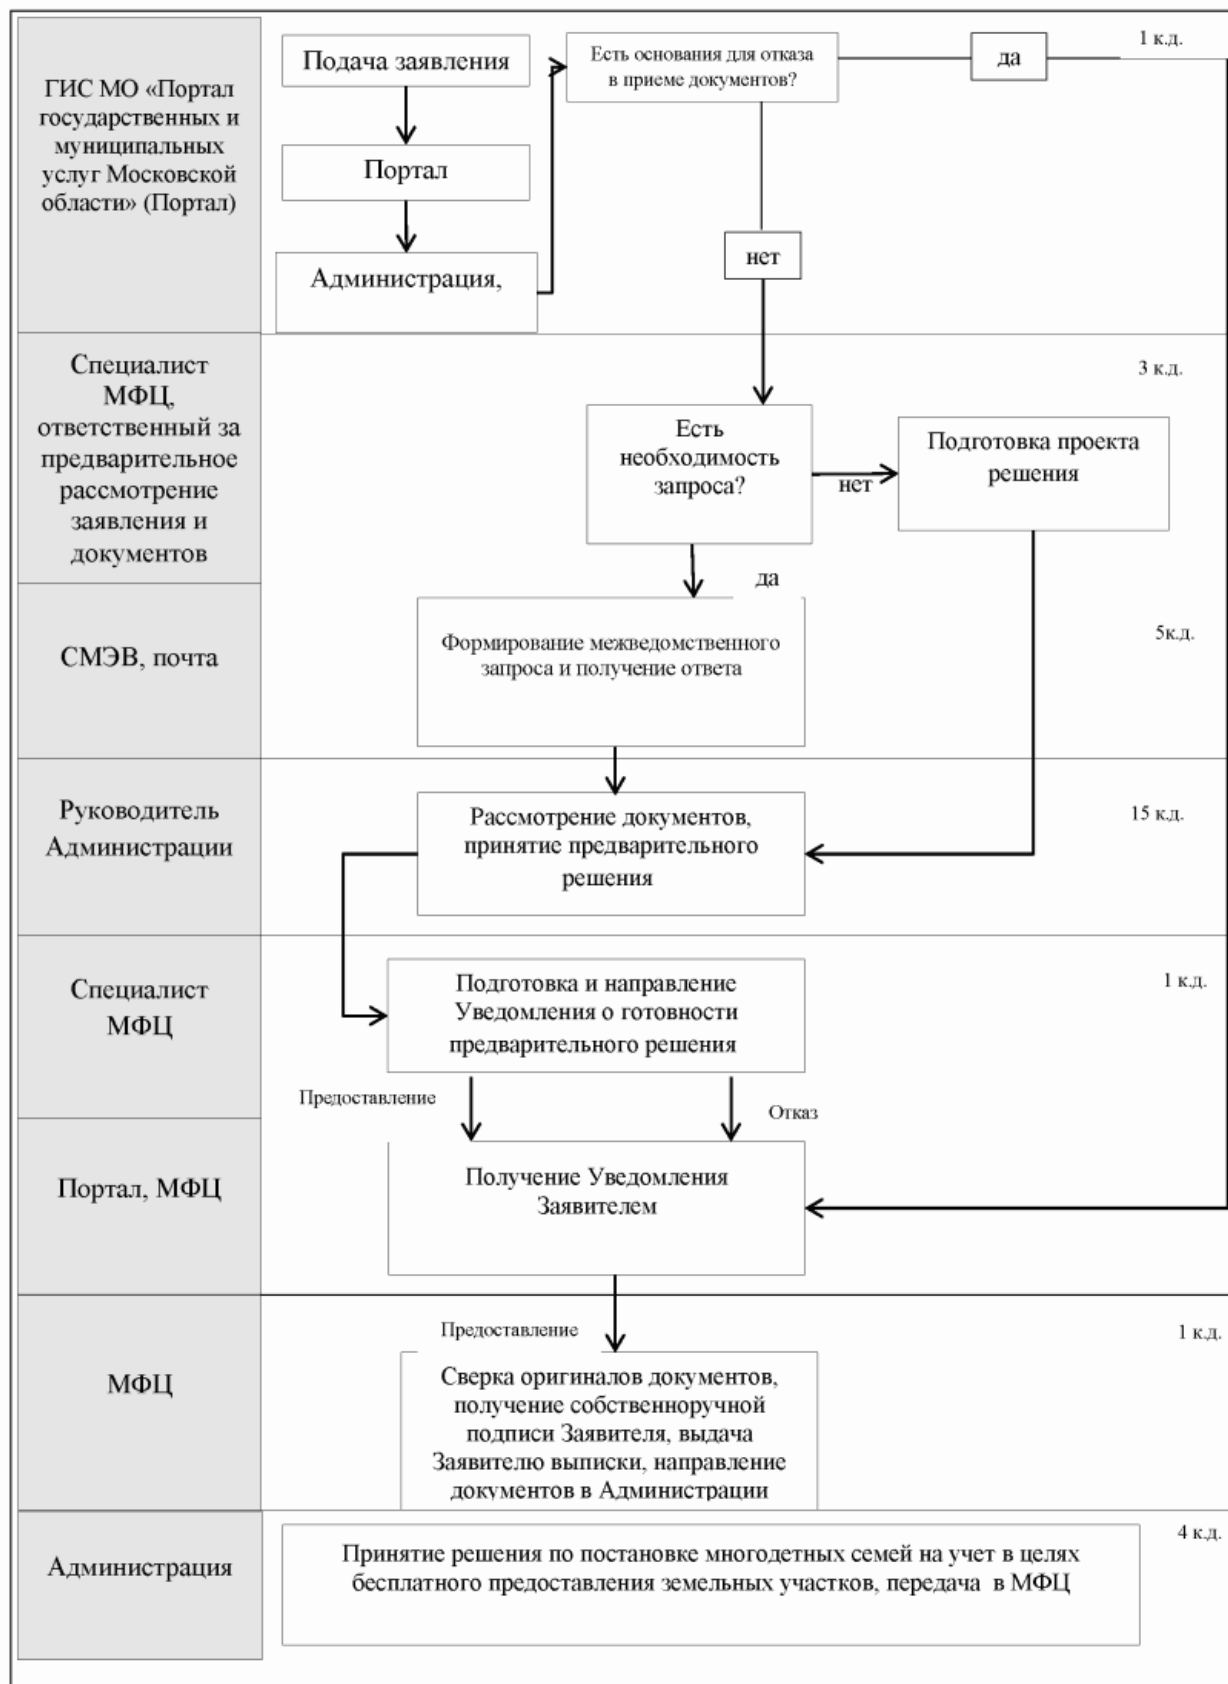 ГИС МО «Портал
государственных и
муниципальных
услуг Московской
области» (Портал)
Подача заявления
Портал
Администрация,
Есть основания для отказа
в приеме документов?
да
1 к.д.
нет
Специалист
МФЦ,
ответственный за
предварительное
рассмотрение
заявления и
документов
3 к.д.
Есть
необходимость
запроса?
нет
Подготовка проекта
решения
да
СМЭВ, почта
Формирование межведомственного
запроса и получение ответа
5к.д.
Руководитель
Администрации
Рассмотрение документов,
принятие предварительного
решения
15 к.д.
Специалист
МФЦ
Подготовка и направление
Уведомления о готовности
предварительного решения
1 к.д.
Предоставление
Отказ
Портал, МФЦ
Получение Уведомления
Заявителем
МФЦ
Предоставление
1 к.д.
Сверка оригиналов документов,
получение собственноручной
подписи Заявителя, выдача
Заявителю выписки, направление
документов в Администрации
Администрация
4 к.д.
Принятие решения по постановке многодетных семей на учет в целях
бесплатного предоставления земельных участков, передача в МФЦ